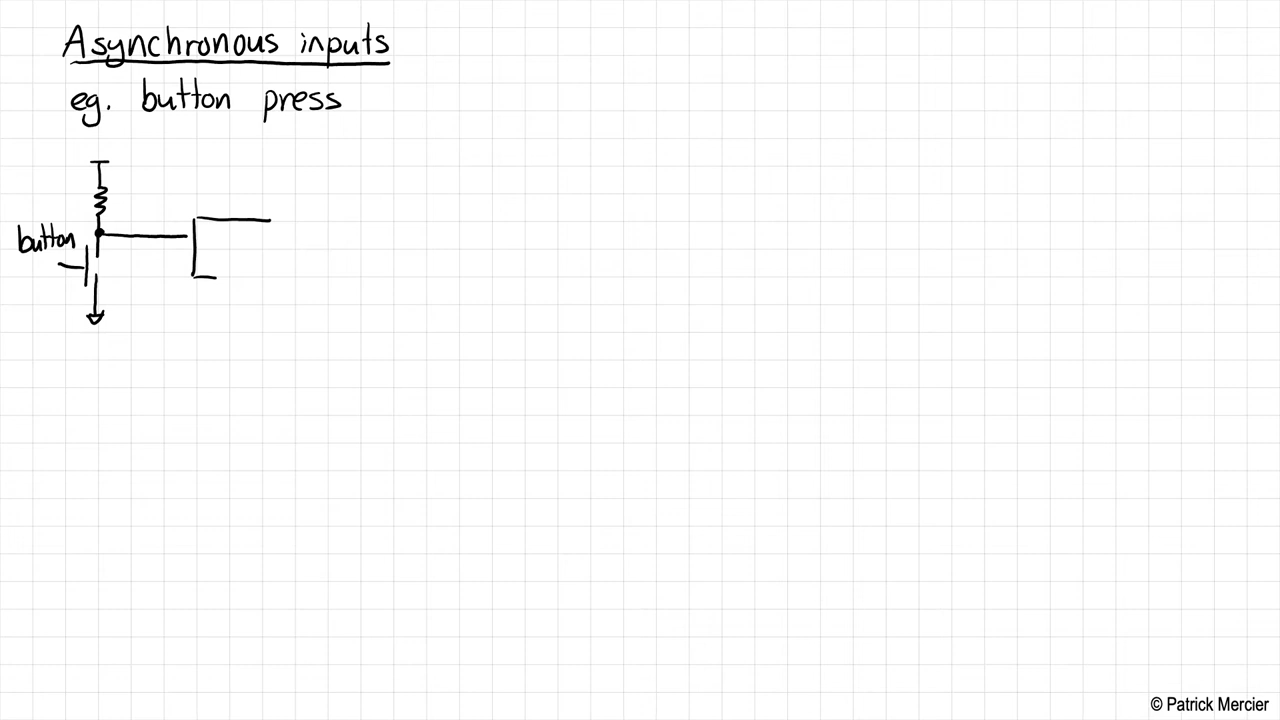 Asynchronous inputs
eg. button press
button
© Patrick Mercier